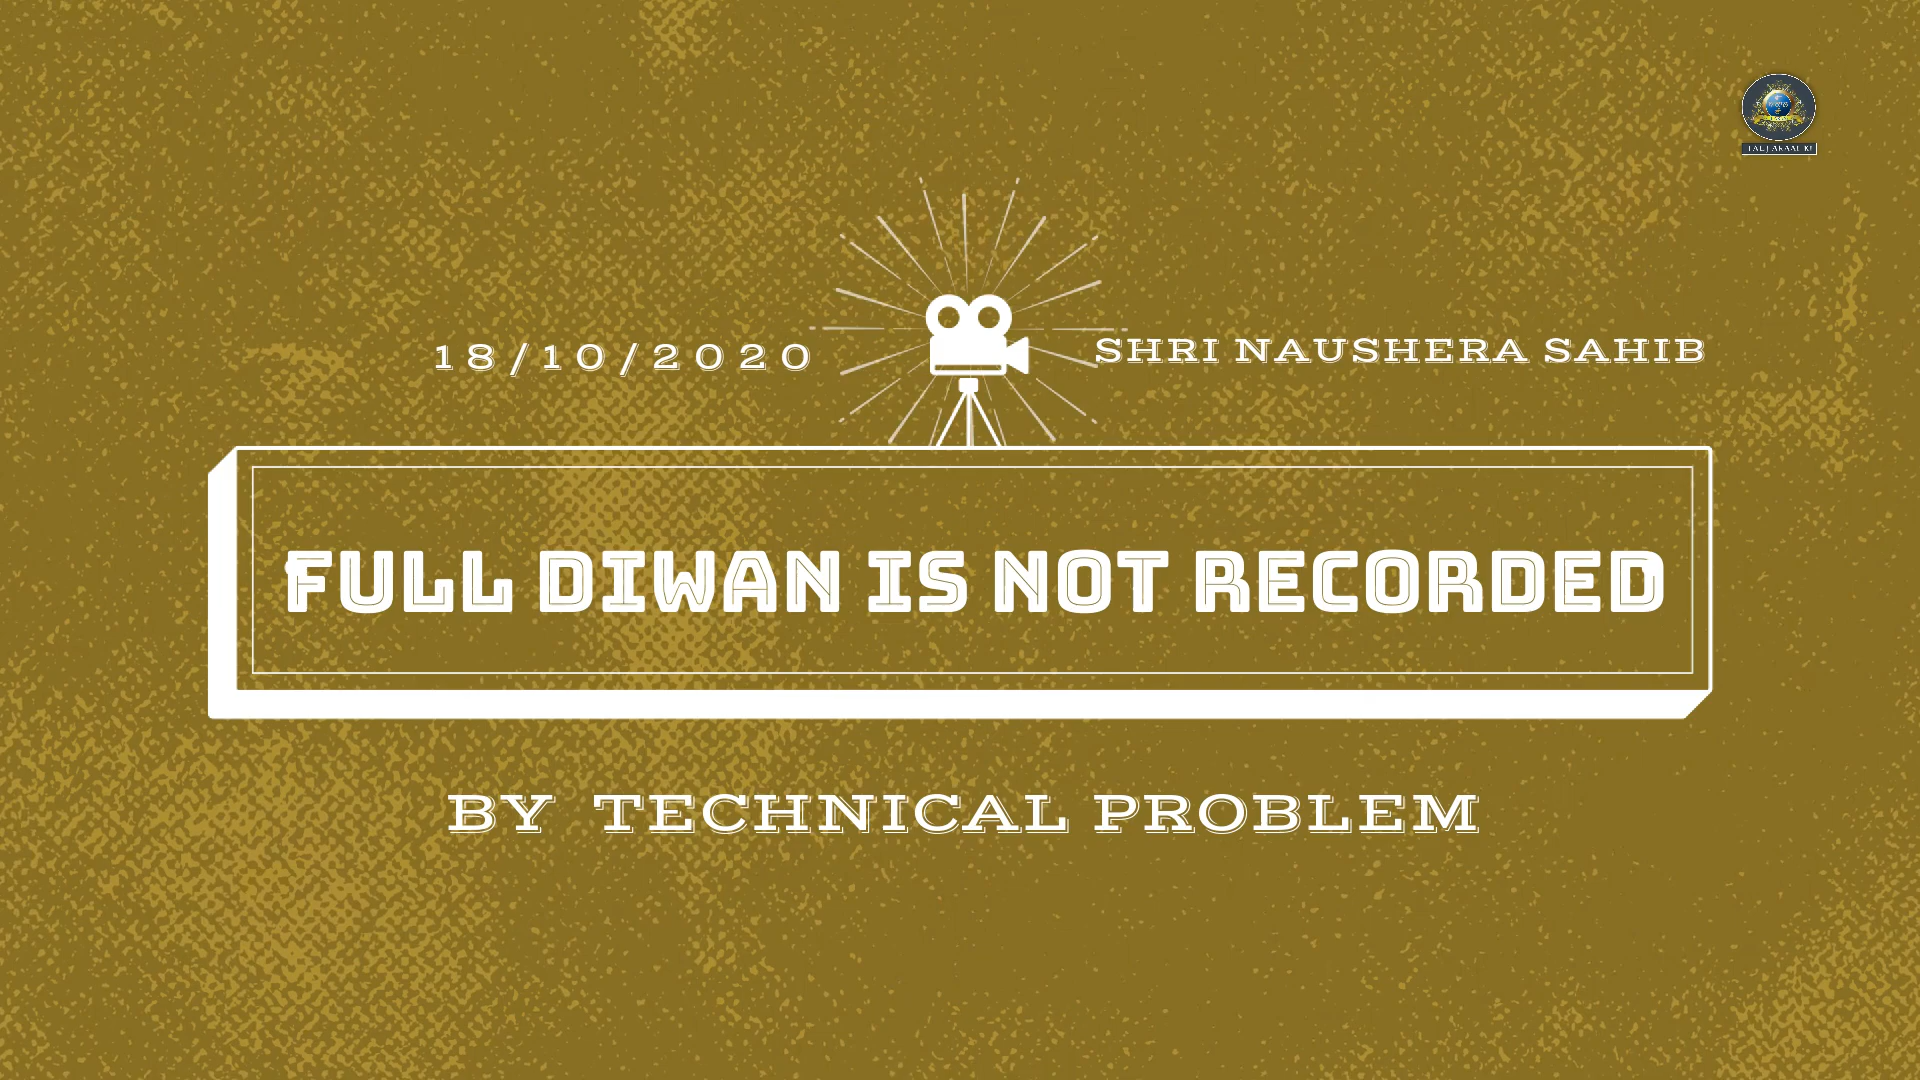 18/10/2020
SHRI NAUSHERA SAHIB
FULL DIWAN IS NOT RECORDED
BY TECHNICAL PROBLEM